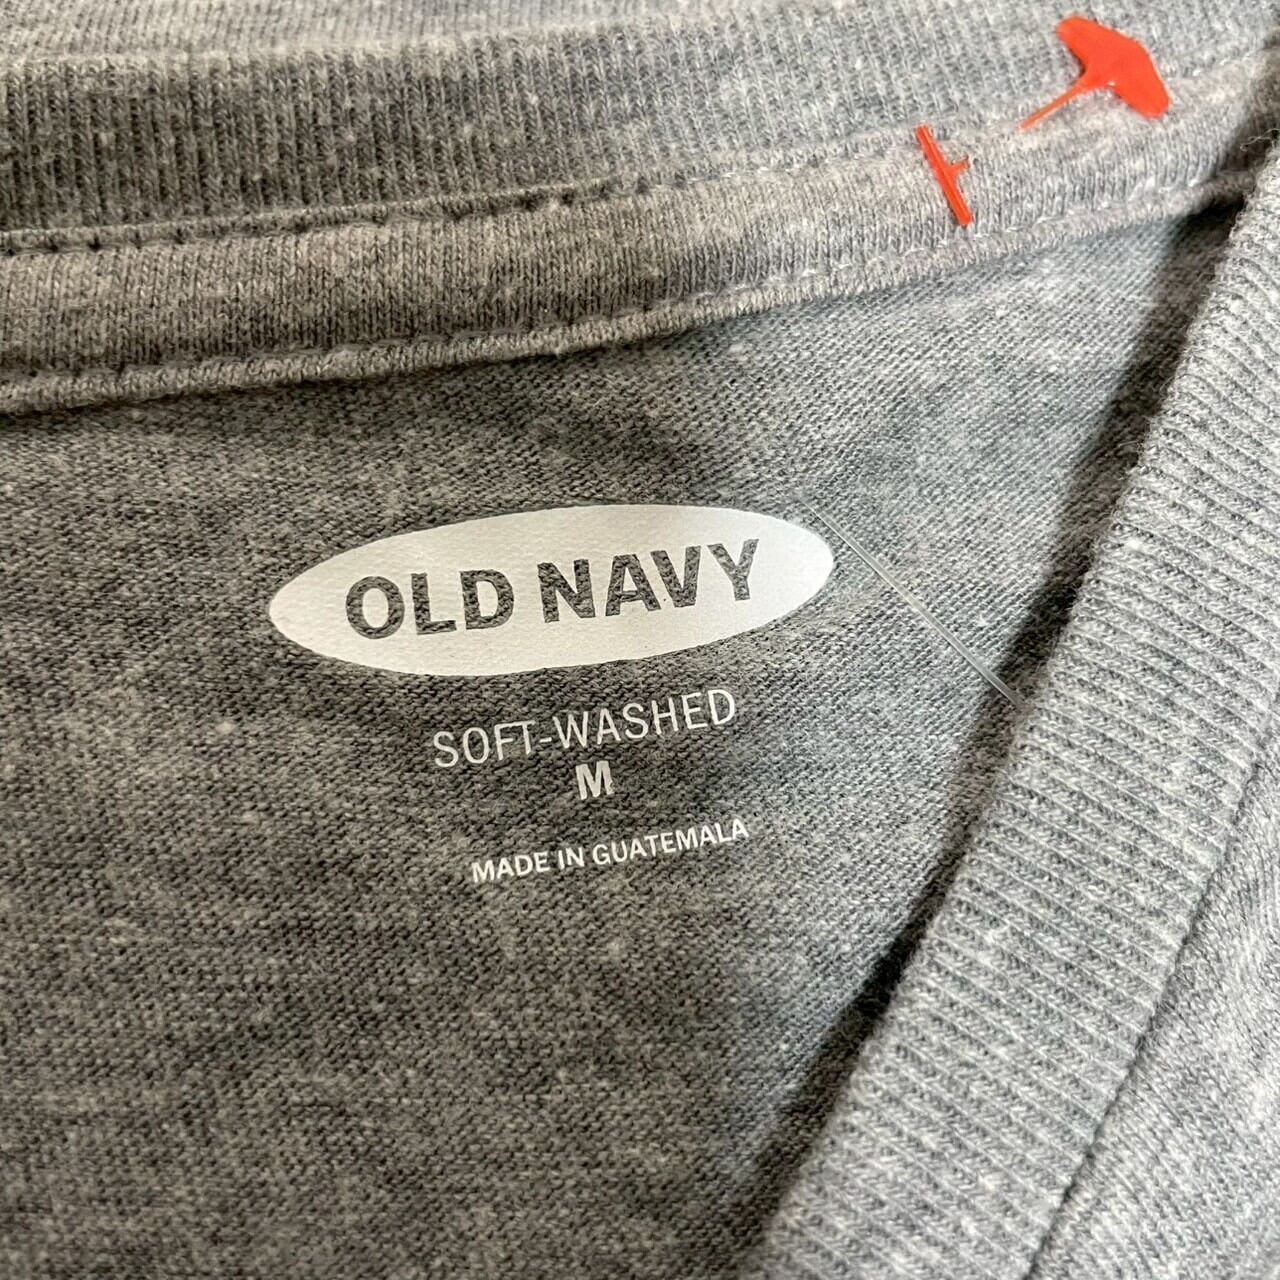 OLD NAVY
SOFT-WASHED
M
MADE IN GUATEMALA